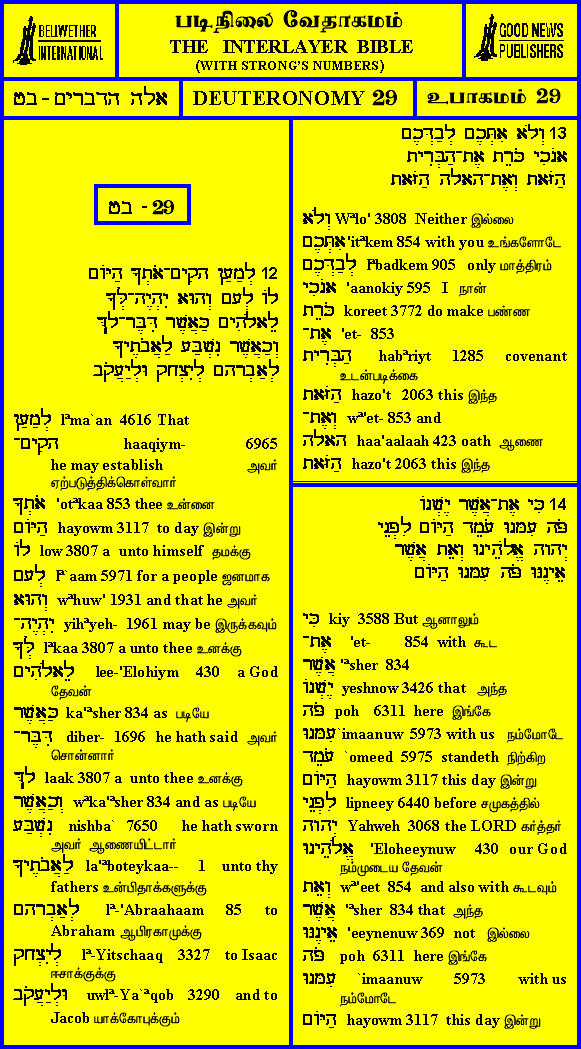 BELLWETHER
INTERNATIONAL
படிநிலை வேதாகமம்
THE INTERLAYER BIBLE
(WITH STRONG'S NUMBERS)
GOOD NEWS
PUBLISHERS
אלה הדברים - בט
DEUTERONOMY 29
உபாகமம் 29
29 - בט
12 לְמַעַן הָקִים־אֹתְךָ הַיּוֹם
לוֹ לְעָם וְהוּא יִהְיֶה־לְּךָ
לֵאלֹהִים כַּאֲשֶׁר דִּבֶּר־לָךְ
וְכַאֲשֶׁר נִשְׁבַּע לַאֲבֹתֶיךָ
לְאַבְרָהָם לְיִצְחָק וּלְיַעֲקֹב
לְמַעַן lªma`an 4616 That
הָקִים־ haaqiym- 6965
he may establish அவர்
ஏற்படுத்திக்கொள்வார்
אֹתְךָ 'otªkaa 853 thee உன்னை
הַיּוֹם hayowm 3117 to day இன்று
לוֹ low 3807 a unto himself தமக்கு
לְעָם lª`aam 5971 for a people ஜனமாக
וְהוּא wªhuw' 1931 and that he அவர்
יִהְיֶה־ yihªyeh- 1961 may be இருக்கவும்
לְּךָ lªkaa 3807 a unto thee உனக்கு
לֵאלֹהִים lee-'Elohiym 430 a God
தேவன்
כַּאֲשֶׁר ka'ªsher 834 as படியே
דִּבֶּר־ diber- 1696 he hath said அவர்
சொன்னார்
לָךְ laak 3807 a unto thee உனக்கு
וְכַאֲשֶׁר wªka'ªsher 834 and as படியே
נִשְׁבַּע nishba` 7650 he hath sworn
அவர் ஆணையிட்டார்
לַאֲבֹתֶיךָ la'ªboteykaa-- 1 unto thy
fathers உன்பிதாக்களுக்கு
לְאַבְרָהָם lª-'Abraahaam 85 to
Abraham ஆபிரகாமுக்கு
לְיִצְחָק lª-Yitschaaq 3327 to Isaac
ஈசாக்குக்கு
וּלְיַעֲקֹב uwlª-Ya`ªqob 3290 and to
Jacob யாக்கோபுக்கும்
13 וְלֹא אִתְּכֶם לְבַדְּכֶם
אָנֹכִי כֹּרֵת אֶת־הַבְּרִית
הַזֹּאת וְאֶת־הָאָלָה הַזֹּאת
וְלֹא Wªlo' 3808 Neither இல்லை
אִתְּכֶם 'itªkem 854 with you உங்களோடே
לְבַדְּכֶם lªbadkem 905 only மாத்திரம்
אָנֹכִי 'aanokiy 595 I நான்
כֹּרֵת koreet 3772 do make பண்ண
אֶת־ 'et- 853
הַבְּרִית habªriyt 1285 covenant
உடன்படிக்கை
הַזֹּאת hazo't 2063 this இந்த
וְאֶת־ wª'et- 853 and
הָאָלָה haa'aalaah 423 oath ஆணை
הַזֹּאת hazo't 2063 this இந்த
14 כִּי אֶת־אֲשֶׁר יֶשְׁנוֹ
פֹּה עִמָּנוּ עֹמֵד הַיּוֹם לִפְנֵי
יְהוָה אֱלֹהֵינוּ וְאֵת אֲשֶׁר
אֵינֶנּוּ פֹּה עִמָּנוּ הַיּוֹם
כִּי kiy 3588 But ஆனாலும்
אֶת־ 'et- 854 with கூட
אֲשֶׁר 'ªsher 834
יֶשְׁנוֹ yeshnow 3426 that அந்த
פֹּה poh 6311 here இங்கே
עִמָּנוּ `imaanuw 5973 with us நம்மோடே
עֹמֵד `omeed 5975 standeth நிற்கிற
הַיּוֹם hayowm 3117 this day இன்று
לִפְנֵי lipneey 6440 before சமுகத்தில்
יְהוָה Yahweh 3068 the LORD கர்த்தர்
אֱלֹהֵינוּ 'Eloheeynuw 430 our God
நம்முடைய தேவன்
וְאֵת wª'eet 854 and also with கூடவும்
אֲשֶׁר 'ªsher 834 that அந்த
אֵינֶנּוּ 'eeynenuw 369 not இல்லை
פֹּה poh 6311 here இங்கே
עִמָּנוּ `imaanuw 5973 with us
நம்மோடே
הַיּוֹם hayowm 3117 this day இன்று